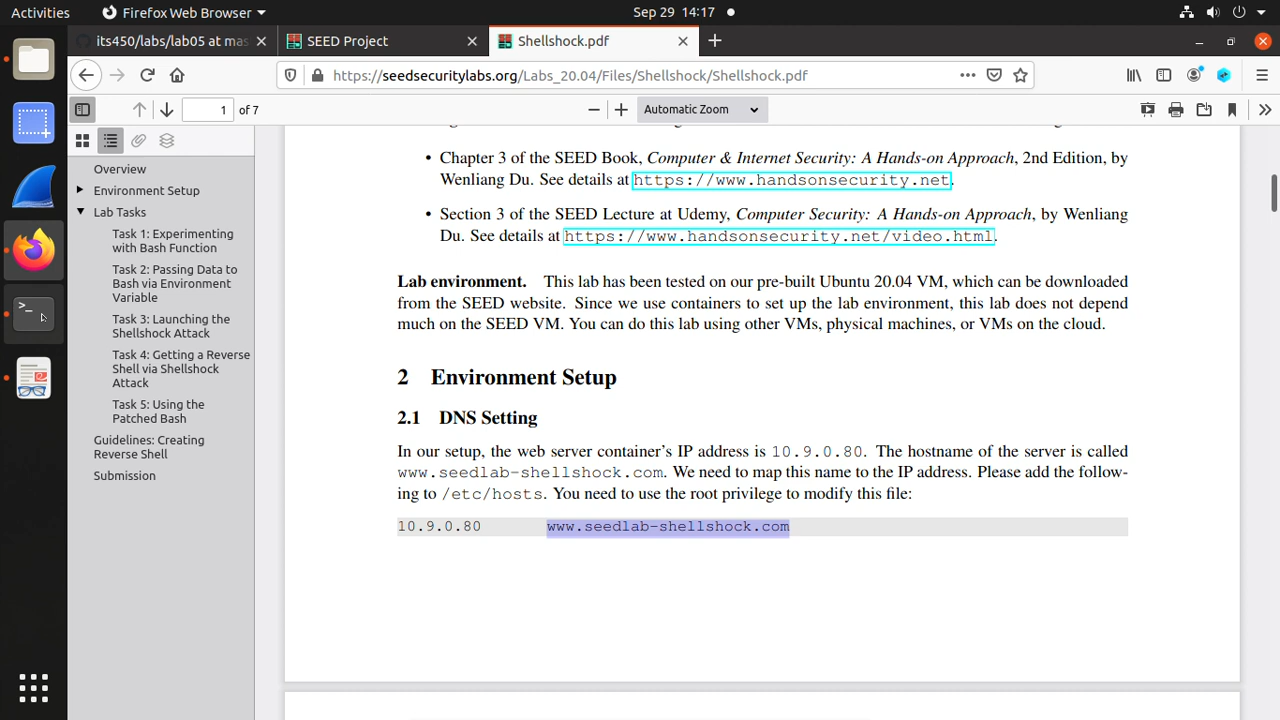 Activities
Firefox Web Browser
Sep 29 14:17
its450/labs/lab05 at mas
SEED Project
Shellshock.pdf
https://seedsecuritylabs.org/Labs_20.04/Files/Shellshock/Shellshock.pdf
1 of 7
Automatic Zoom
Overview
Environment Setup
Lab Tasks
Task 1: Experimenting
with Bash Function
Task 2: Passing Data to
Bash via Environment
Variable
Task 3: Launching the
Shellshock Attack
Task 4: Getting a Reverse
Shell via Shellshock
Attack
Task 5: Using the
Patched Bash
Guidelines: Creating
Reverse Shell
Submission
• Chapter 3 of the SEED Book, Computer & Internet Security: A Hands-on Approach, 2nd Edition, by
Wenliang Du. See details at https://www.handsonsecurity.net.
• Section 3 of the SEED Lecture at Udemy, Computer Security: A Hands-on Approach, by Wenliang
Du. See details at https://www.handsonsecurity.net/video.html.
Lab environment. This lab has been tested on our pre-built Ubuntu 20.04 VM, which can be downloaded
from the SEED website. Since we use containers to set up the lab environment, this lab does not depend
much on the SEED VM. You can do this lab using other VMs, physical machines, or VMs on the cloud.
2 Environment Setup
2.1 DNS Setting
In our setup, the web server container's IP address is 10.9.0.80. The hostname of the server is called
www.seedlab-shellshock.com. We need to map this name to the IP address. Please add the follow-
ing to /etc/hosts. You need to use the root privilege to modify this file:
10.9.0.80 www.seedlab-shellshock.com